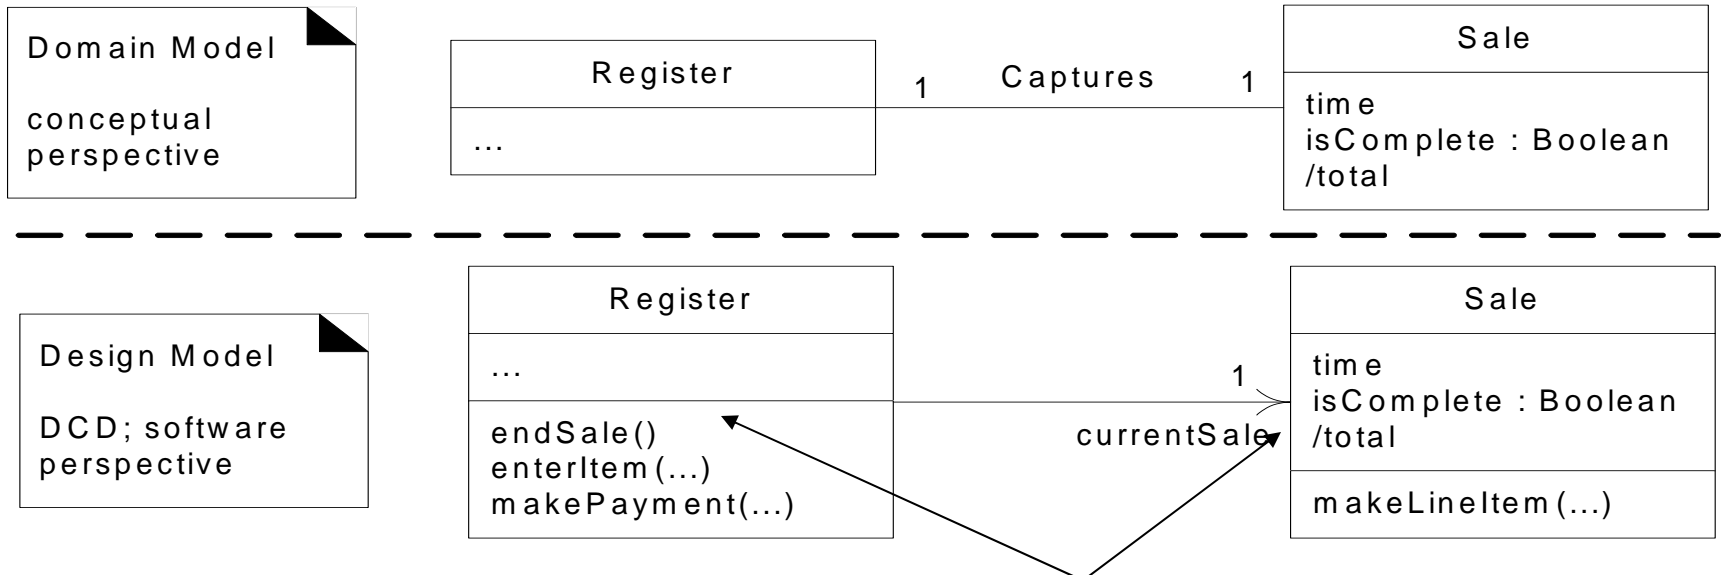 Domain Model
conceptual
perspective
Register
...
1
Captures
1
Sale
time
isComplete : Boolean
/total
Design Model
DCD; software
perspective
Register
...
endSale()
enterItem(...)
makePayment(...)
1
currentSale
Sale
time
isComplete : Boolean
/total
makeLineItem(...)